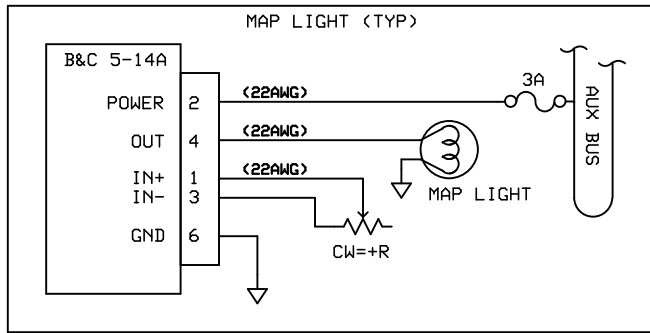 MAP LIGHT (TYP)
B&C 5-14A
3A
POWER 2 (22AWG)
OUT 4 (22AWG)
IN+ 1 (22AWG)
IN- 3
GND 6
MAP LIGHT
CW=+R
AUX BUS